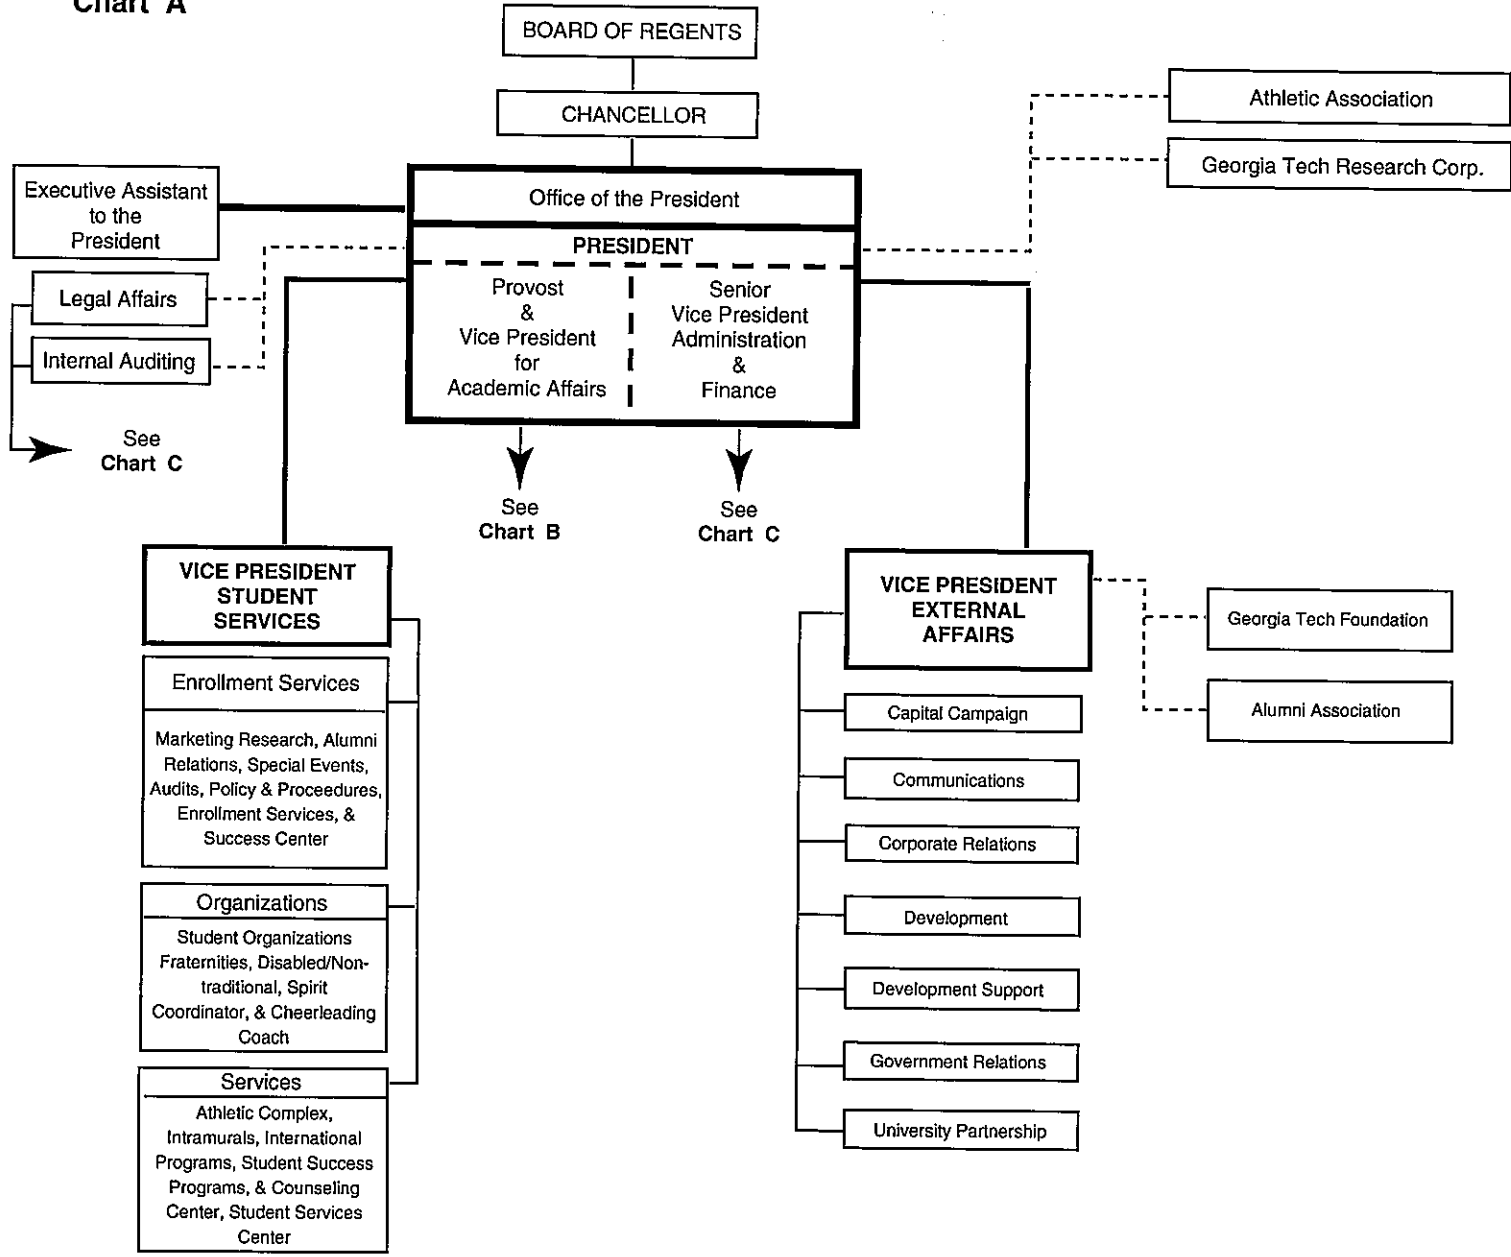 Chart A
BOARD OF REGENTS
CHANCELLOR
Athletic Association
Georgia Tech Research Corp.
Executive Assistant
to the
President
Office of the President
PRESIDENT
Legal Affairs
Internal Auditing
See
Chart C
Provost
&
Vice President
for
Academic Affairs
Senior
Vice President
Administration
&
Finance
See
Chart B
See
Chart C
VICE PRESIDENT
STUDENT
SERVICES
Enrollment Services
Marketing Research, Alumni
Relations, Special Events,
Audits, Policy & Proceedures,
Enrollment Services, &
Success Center
Organizations
Student Organizations
Fraternities, Disabled/Non-
traditional, Spirit
Coordinator, & Cheerleading
Coach
Services
Athletic Complex,
Intramurals, International
Programs, Student Success
Programs, & Counseling
Center, Student Services
Center
VICE PRESIDENT
EXTERNAL
AFFAIRS
Capital Campaign
Communications
Corporate Relations
Development
Development Support
Government Relations
University Partnership
Georgia Tech Foundation
Alumni Association